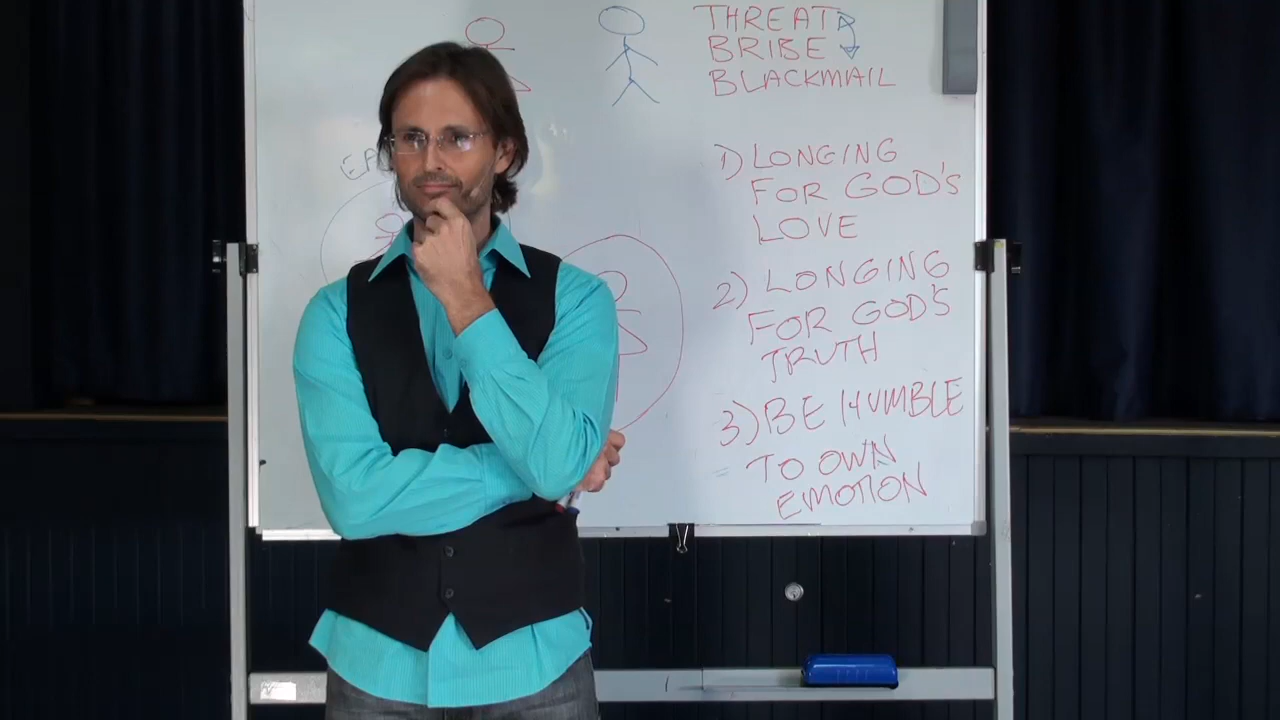 THREAT
BRIBE
BLACKMAIL
1) LONGING
FOR GOD'S
LOVE
2) LONGING
FOR GOD'S
TRUTH
3) BE HUMBLE
TO OWN
EMOTION